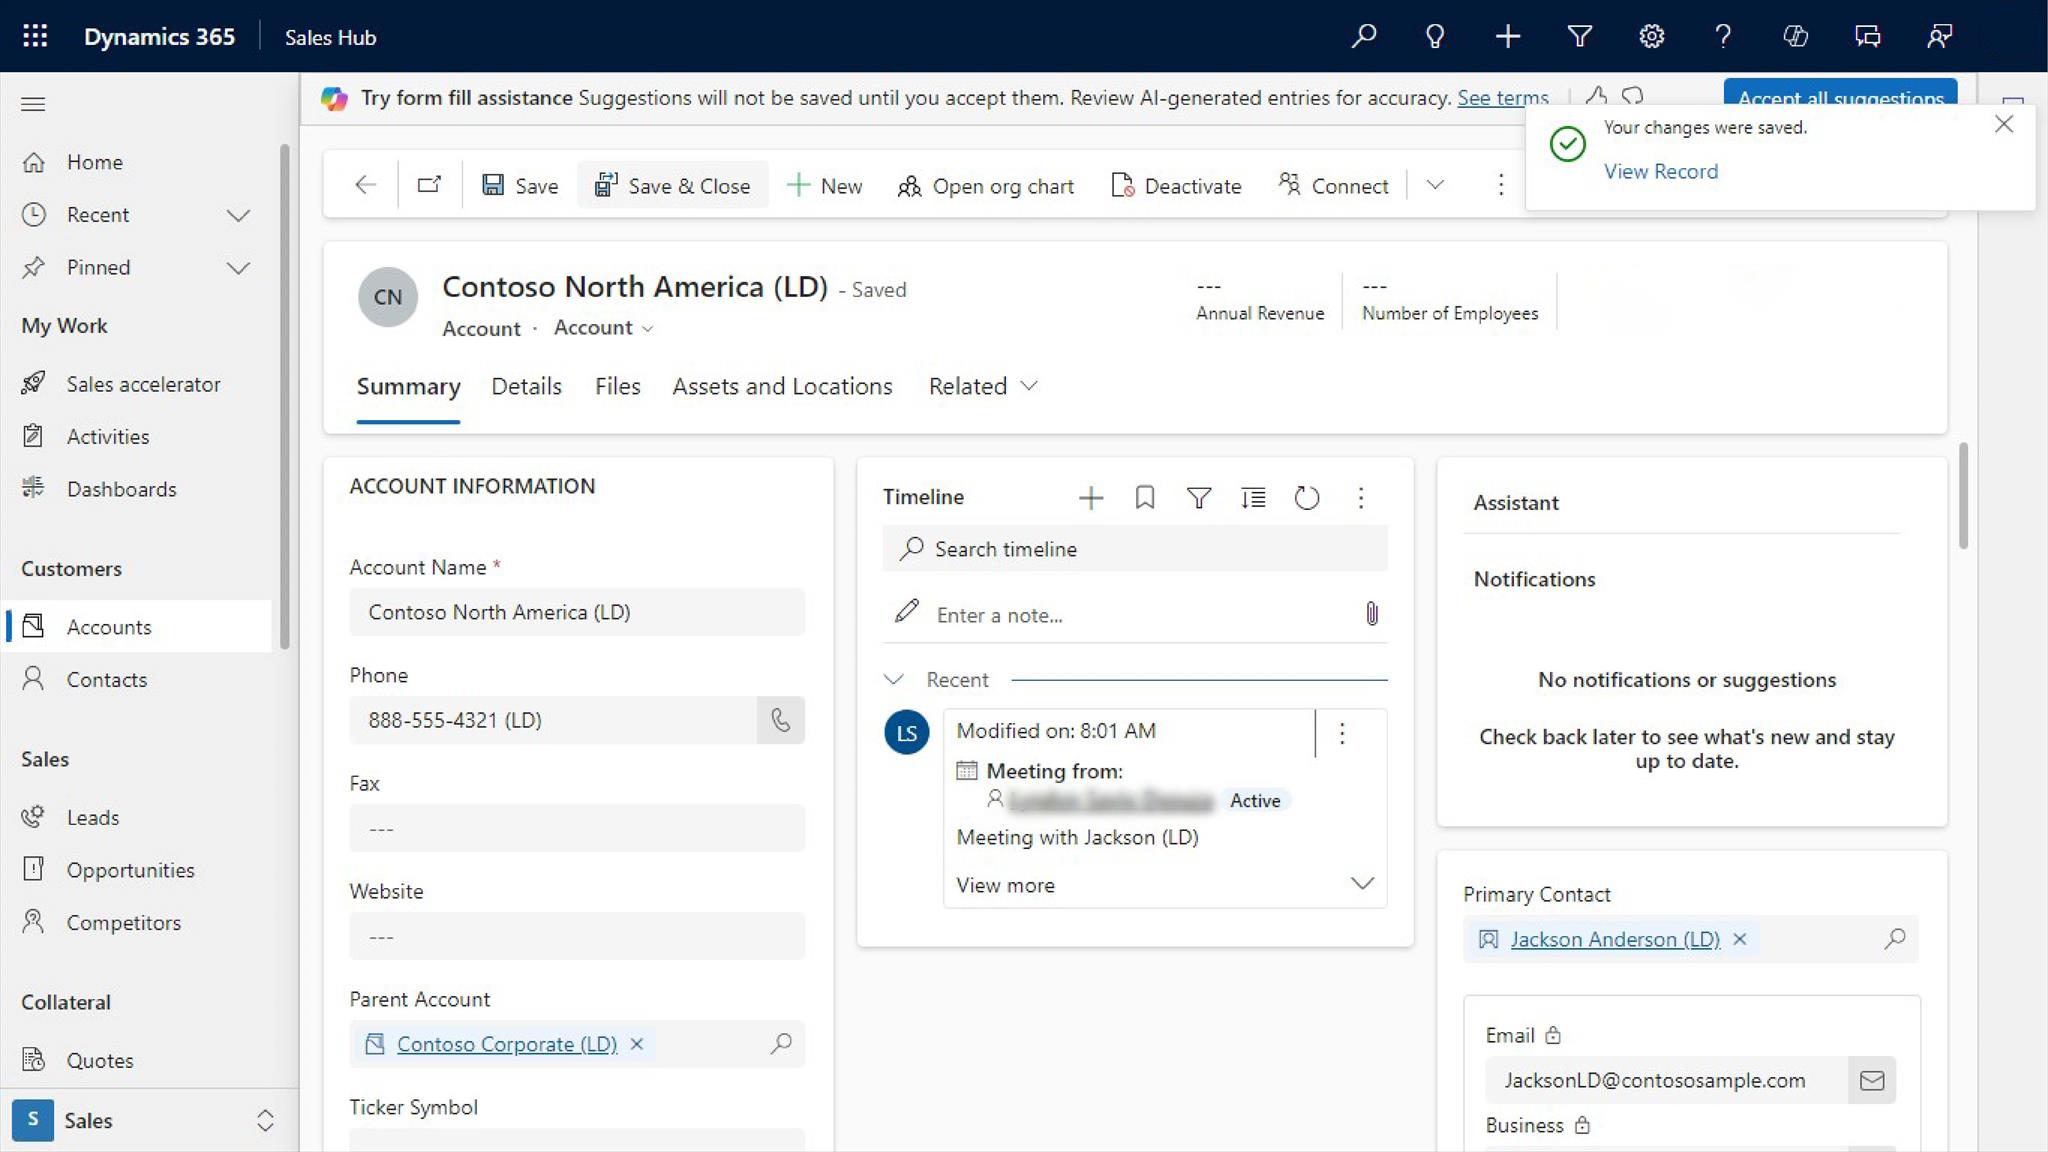 Dynamics 365
Sales Hub
Try form fill assistance Suggestions will not be saved until you accept them. Review AI-generated entries for accuracy. See terms
Accept all suggestions
Your changes were saved.
View Record
Home
Recent
Pinned
My Work
Sales accelerator
Activities
Dashboards
Customers
Accounts
Contacts
Sales
Leads
Opportunities
Competitors
Collateral
Quotes
S Sales
Save
Save & Close
New
Open org chart
Deactivate
Connect
CN
Contoso North America (LD) - Saved
Account · Account
---
Annual Revenue
---
Number of Employees
Summary
Details
Files
Assets and Locations
Related
ACCOUNT INFORMATION
Account Name *
Contoso North America (LD)
Phone
888-555-4321 (LD)
Fax
---
Website
---
Parent Account
Contoso Corporate (LD)
Ticker Symbol
Timeline
Search timeline
Enter a note...
Recent
LS
Modified on: 8:01 AM
Meeting from:
Active
Meeting with Jackson (LD)
View more
Assistant
Notifications
No notifications or suggestions
Check back later to see what's new and stay
up to date.
Primary Contact
Jackson Anderson (LD)
Email
JacksonLD@contososample.com
Business